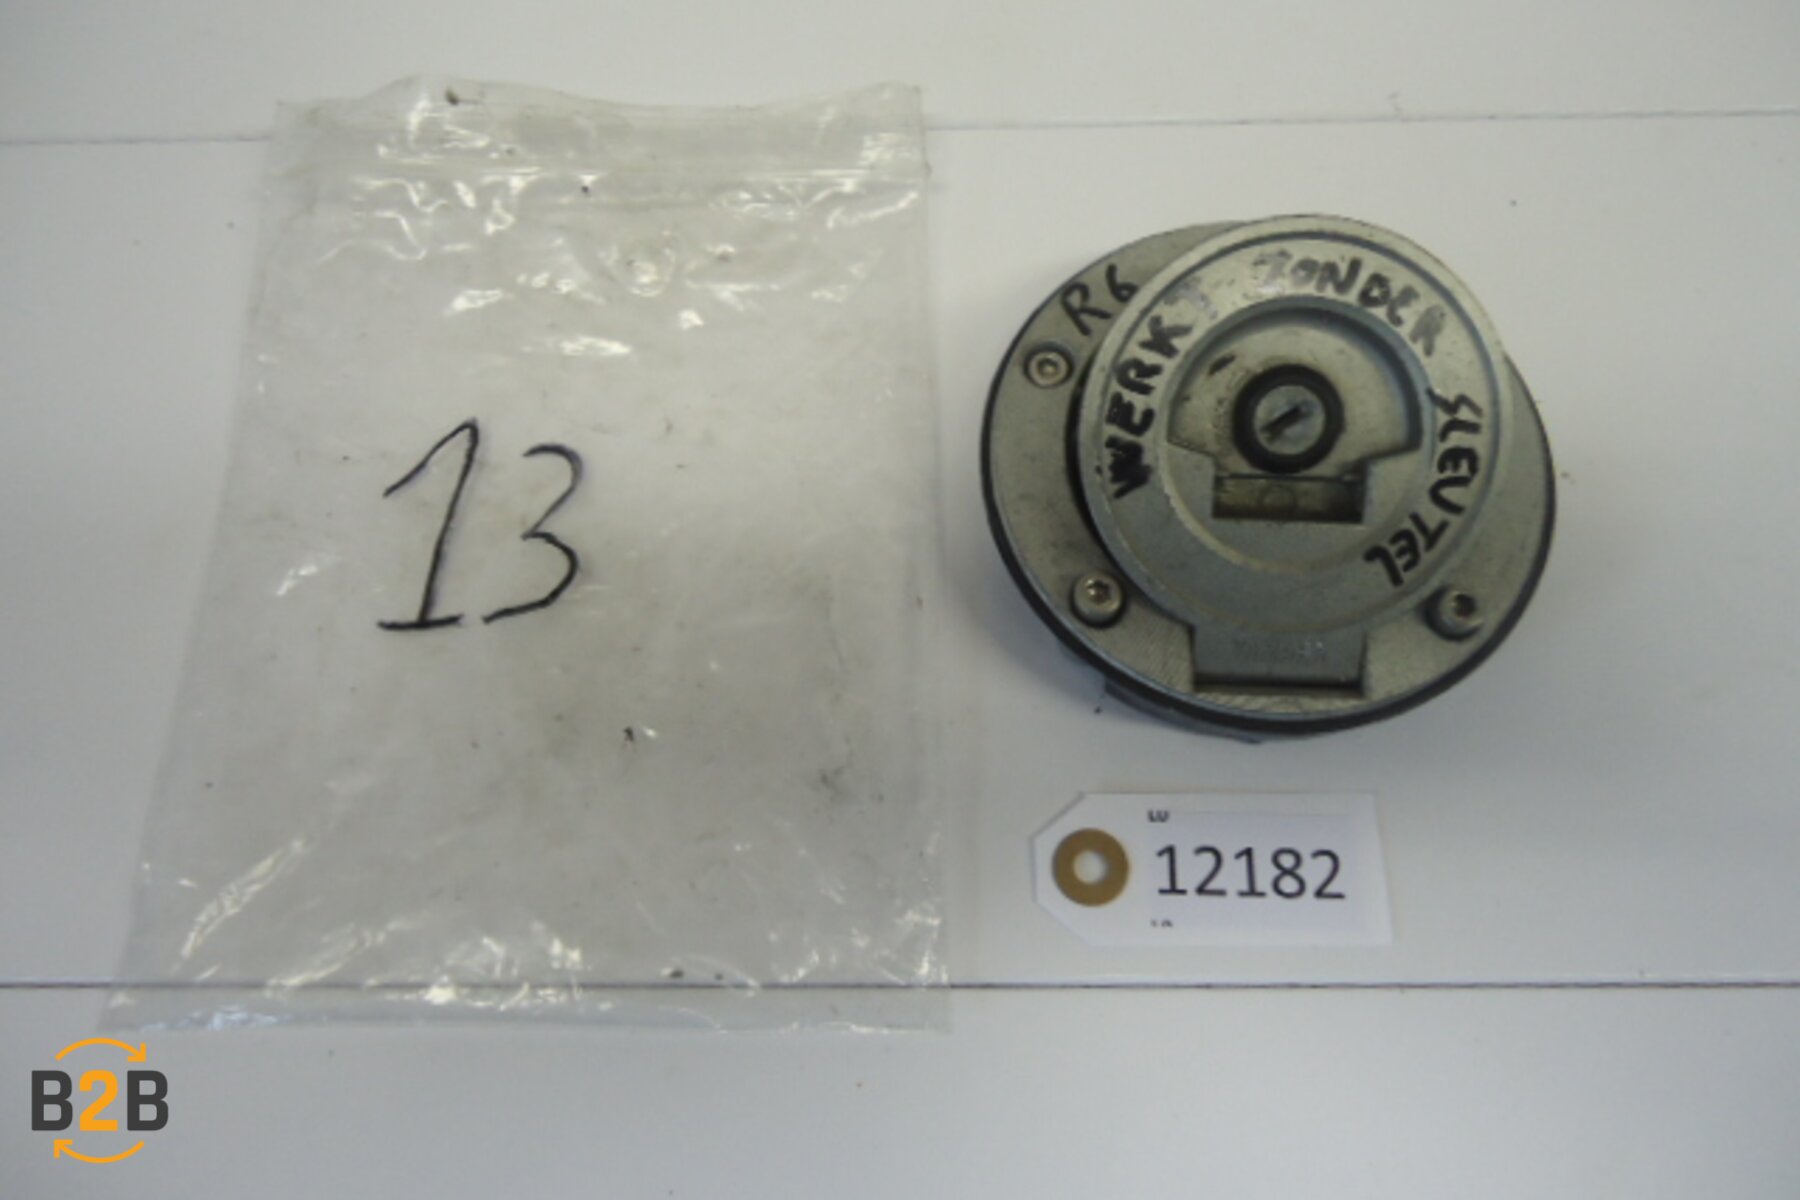 13
R6
WERKT ZONDER SLEUTEL
12182
B2B